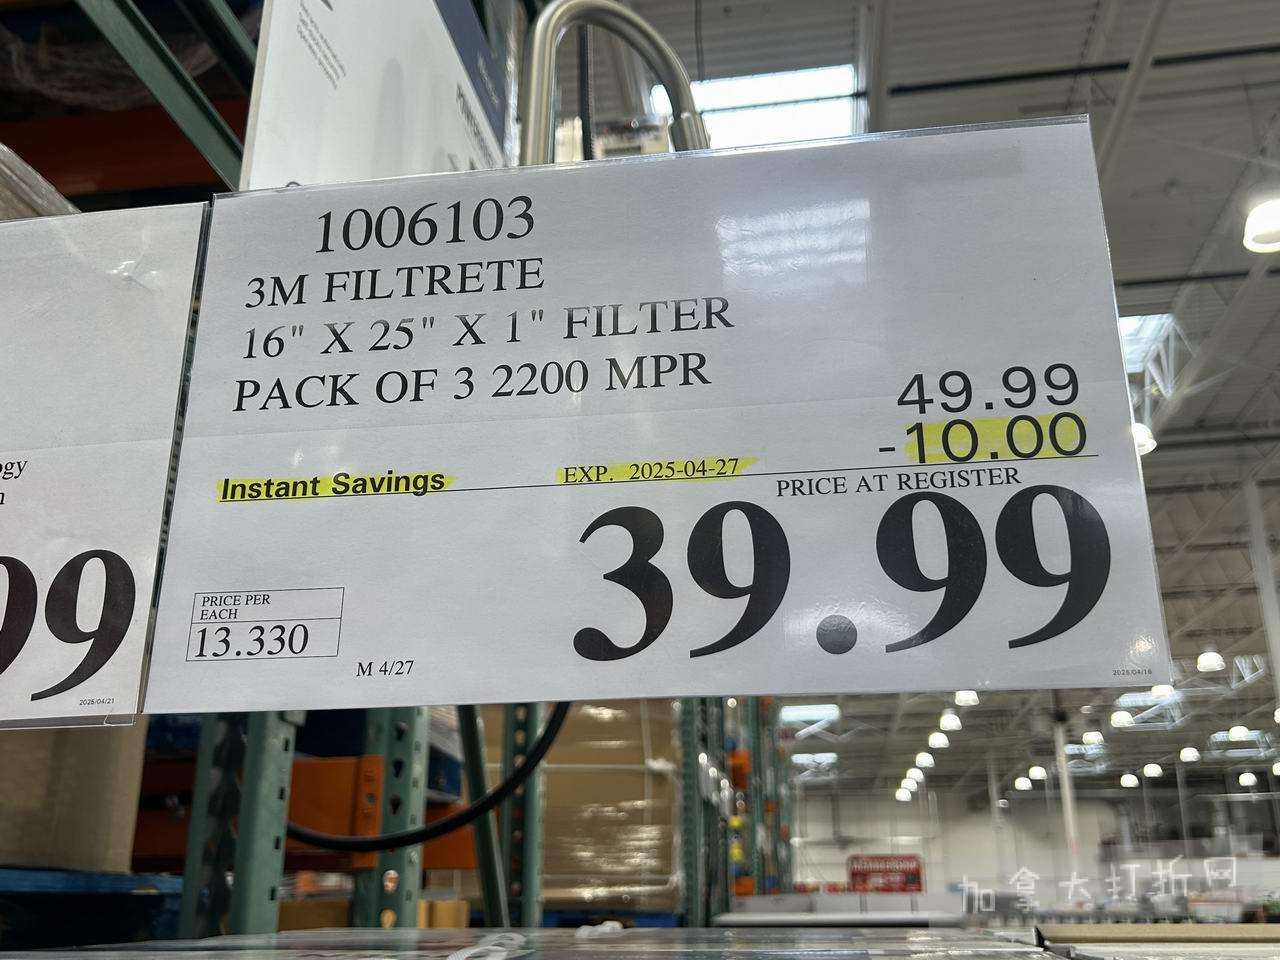 1006103
3M FILTRETE
16" X 25" X 1" FILTER
PACK OF 3 2200 MPR
49.99
-10.00
Instant Savings EXP. 2025-04-27
PRICE AT REGISTER
39.99
PRICE PER
EACH
13.330
M 4/27
2025/04/16
99
2025/04/21
加拿大打折网